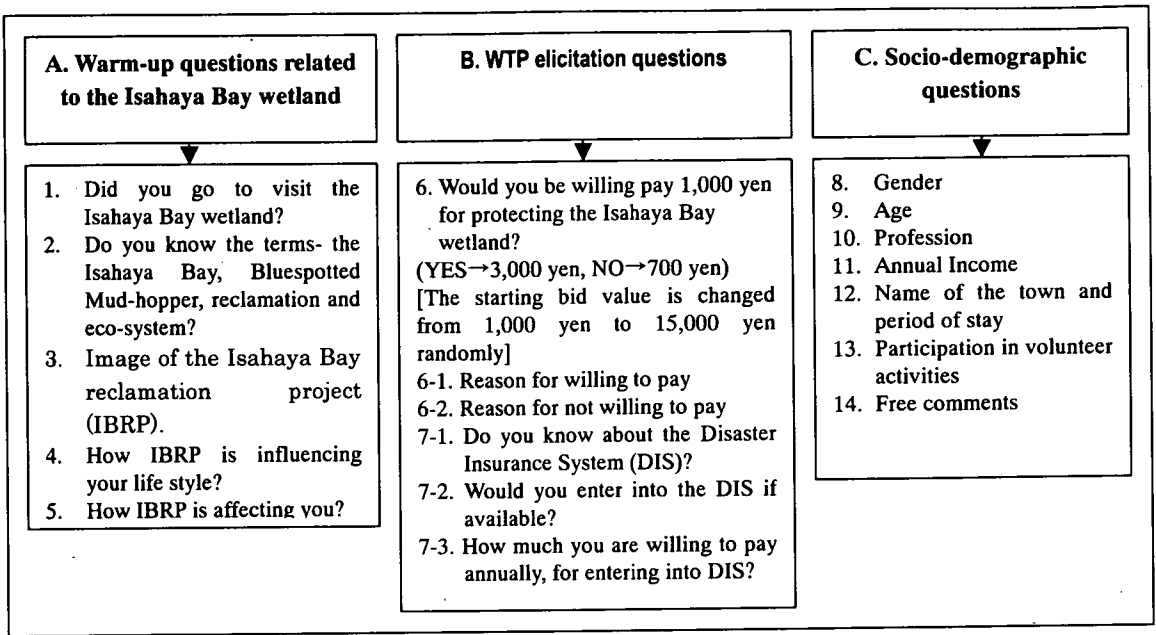 A. Warm-up questions related
to the Isahaya Bay wetland
1. Did you go to visit the
Isahaya Bay wetland?
2. Do you know the terms- the
Isahaya Bay, Bluespotted
Mud-hopper, reclamation and
eco-system?
3. Image of the Isahaya Bay
reclamation project
(IBRP).
4. How IBRP is influencing
your life style?
5. How IBRP is affecting you?
B. WTP elicitation questions
6. Would you be willing pay 1,000 yen
for protecting the Isahaya Bay
wetland?
(YES→3,000 yen, NO→700 yen)
[The starting bid value is changed
from 1,000 yen to 15,000 yen
randomly]
6-1. Reason for willing to pay
6-2. Reason for not willing to pay
7-1. Do you know about the Disaster
Insurance System (DIS)?
7-2. Would you enter into the DIS if
available?
7-3. How much you are willing to pay
annually, for entering into DIS?
C. Socio-demographic
questions
8. Gender
9. Age
10. Profession
11. Annual Income
12. Name of the town and
period of stay
13. Participation in volunteer
activities
14. Free comments